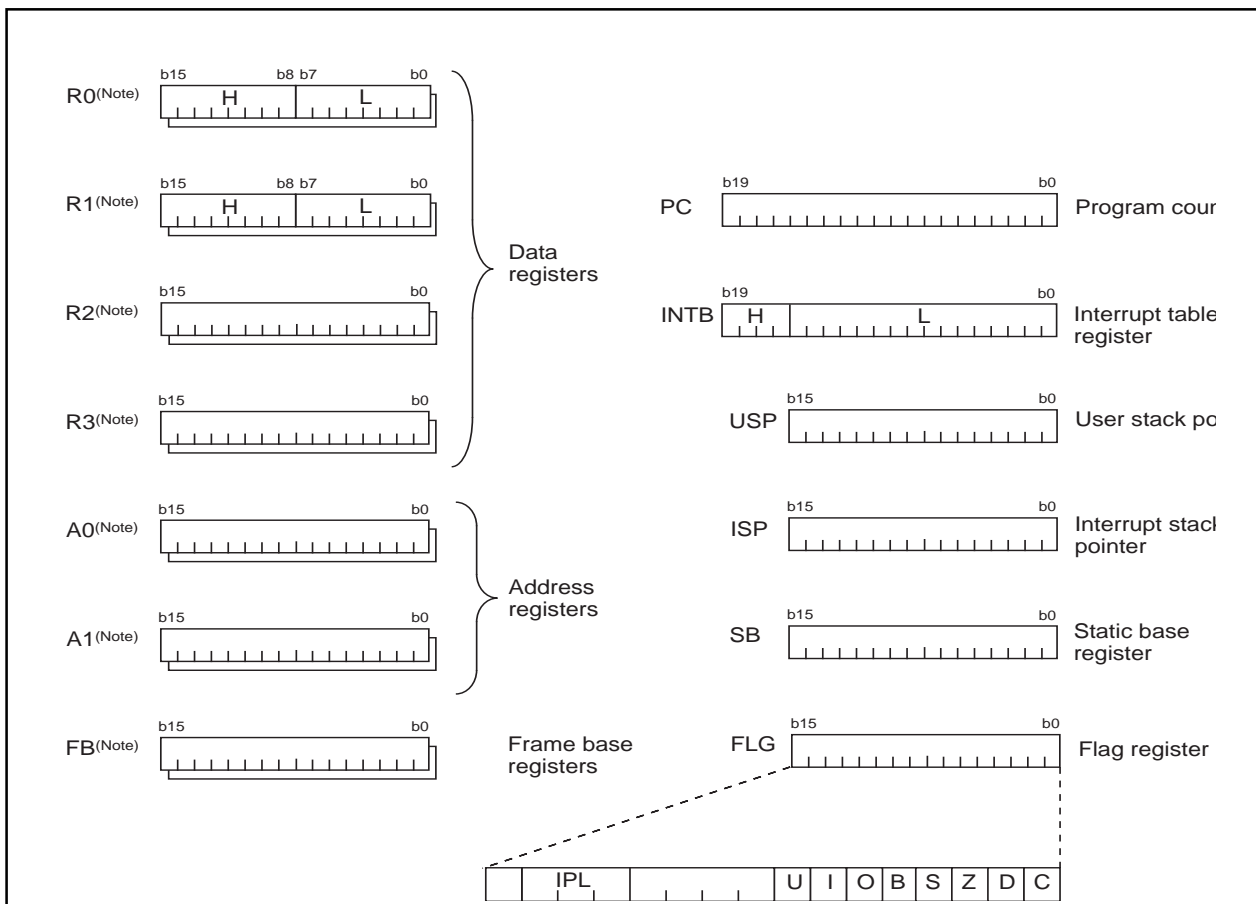 b15 b8 b7 b0
R0(Note) H L
b15 b8 b7 b0
R1(Note) H L
b15 b0
R2(Note)
b15 b0
R3(Note)
Data
registers
b15 b0
A0(Note)
b15 b0
A1(Note)
Address
registers
b15 b0
FB(Note)
Frame base
registers
b19 b0
PC Program
b19 b0
INTB H L Interrupt table
register
b15 b0
USP User stack
b15 b0
ISP Interrupt
pointer
b15 b0
SB Static base
register
b15 b0
FLG Flag register
IPL U I O B S Z D C